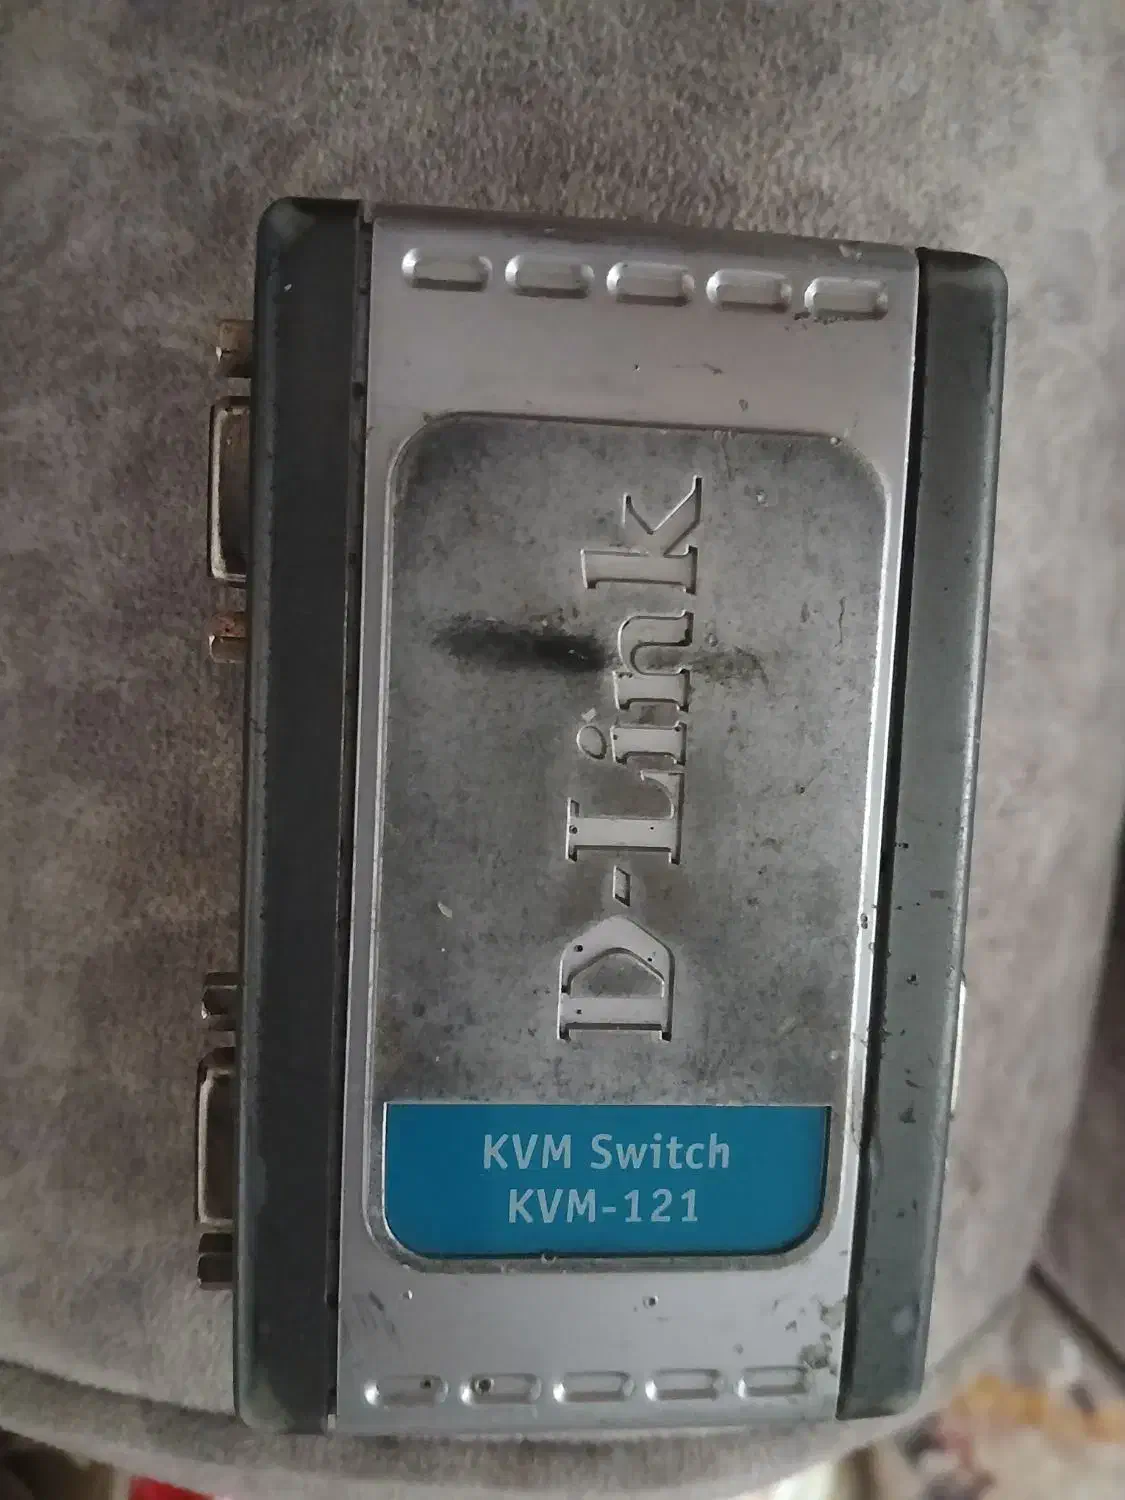 D-Link
KVM Switch
KVM-121